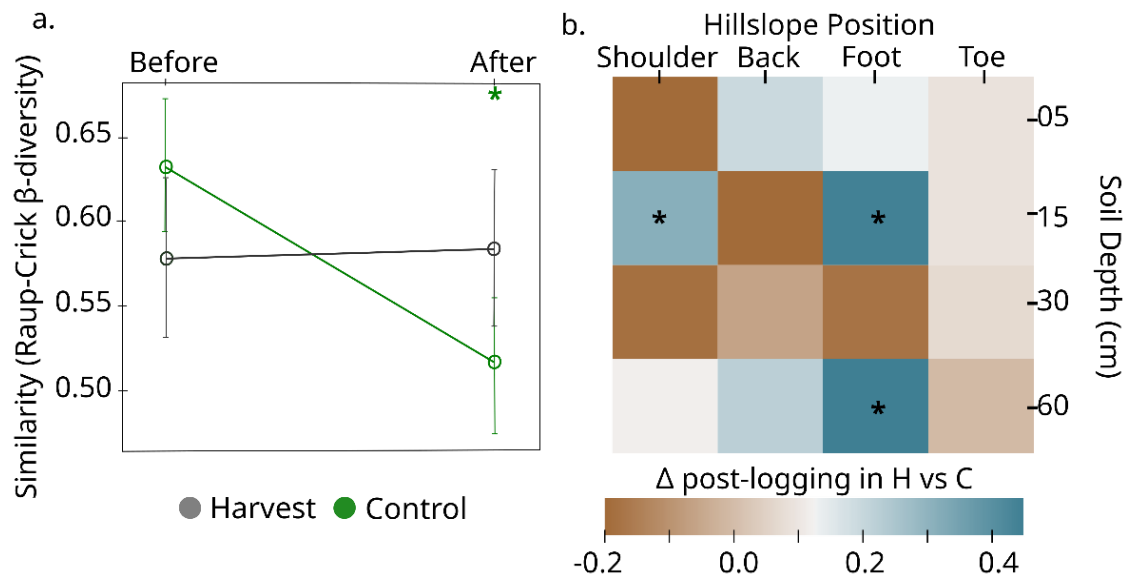 a.
Before After
Similarity (Raup-Crick β-diversity)
0.65
0.60
0.55
0.50
*
Harvest Control
b.
Hillslope Position
Shoulder Back Foot Toe
05
* * 15
30
* 60
Soil Depth (cm)
Δ post-logging in H vs C
-0.2 0.0 0.2 0.4